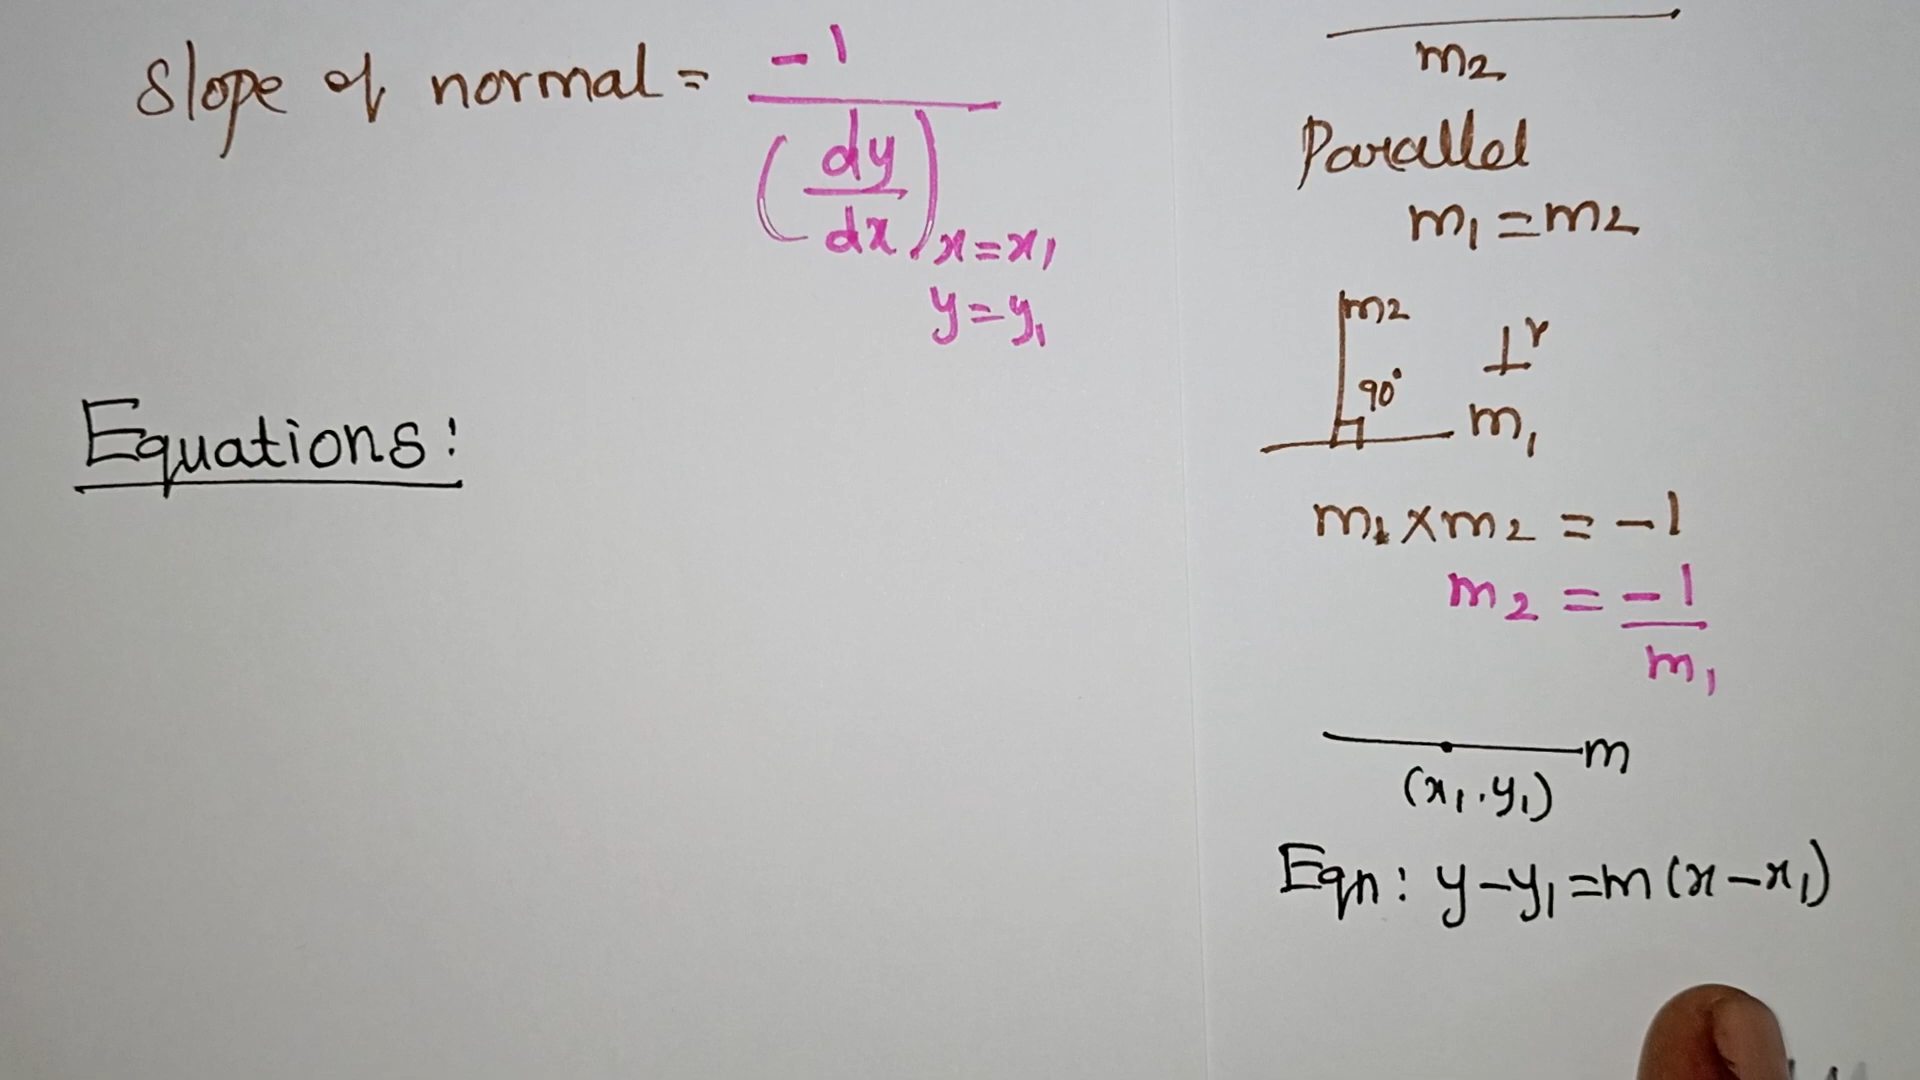 Slope of normal = -1
(dy/dx) x=x₁
y=y₁
Equations:
m₂
Parallel
m₁ = m₂
m₂
⊥ʳ
90°
m₁
m₁ × m₂ = -1
m₂ = -1
m₁
m
(x₁, y₁)
Eqn: y-y₁=m(x-x₁)